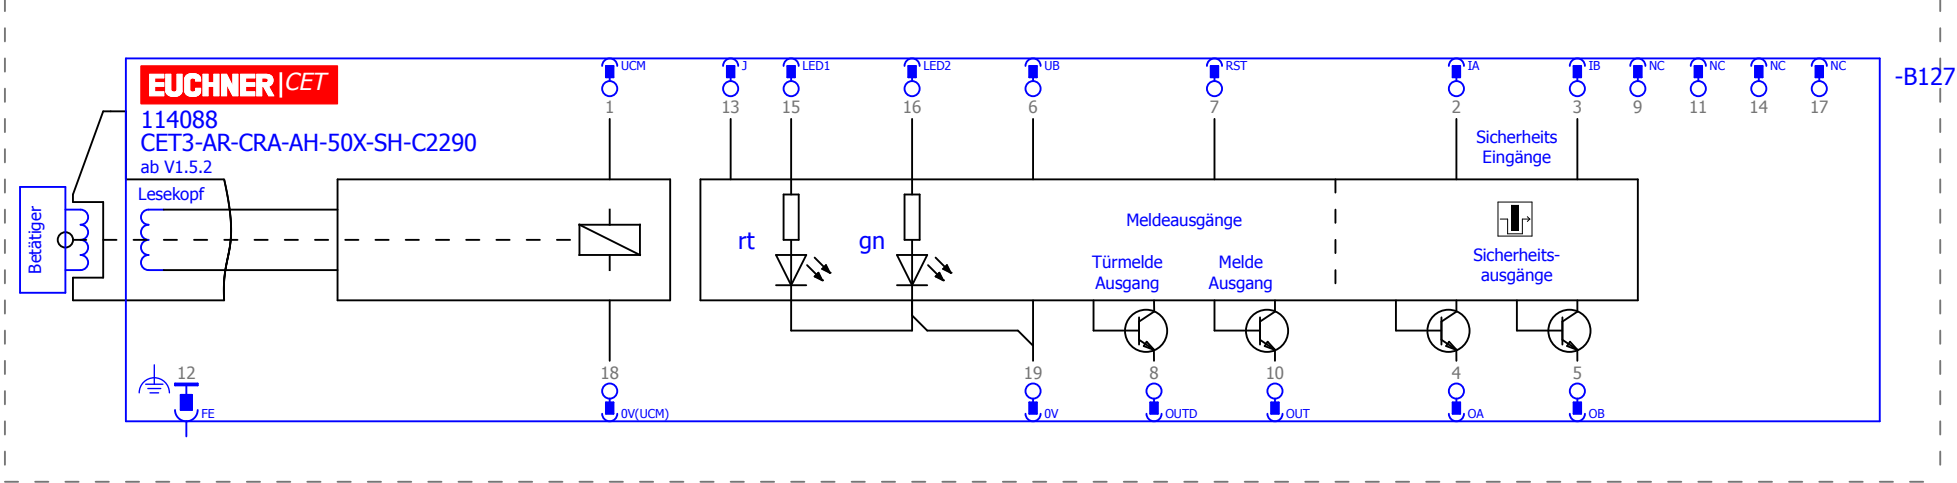 UCM
J
LED1
LED2
UB
RST
IA
IB
NC
NC
NC
NC
-B127
EUCHNER|CET
1
13
15
16
6
7
2
3
9
11
14
17
114088
CET3-AR-CRA-AH-50X-SH-C2290
ab V1.5.2
Sicherheits
Eingänge
Lesekopf
Betätiger
rt
gn
Meldeausgänge
Türmelde
Ausgang
Melde
Ausgang
Sicherheits-
ausgänge
12
18
19
8
10
4
5
FE
0V(UCM)
0V
OUTD
OUT
OA
OB